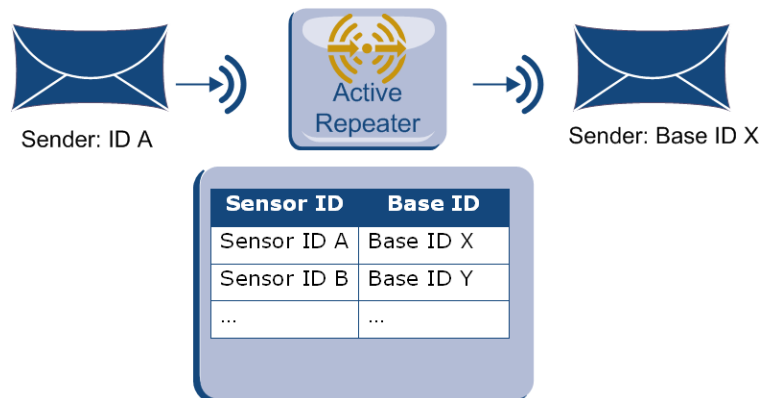 Active
Repeater
Sender: ID A
Sender: Base ID X
Sensor ID Base ID
Sensor ID A Base ID X
Sensor ID B Base ID Y
... ...